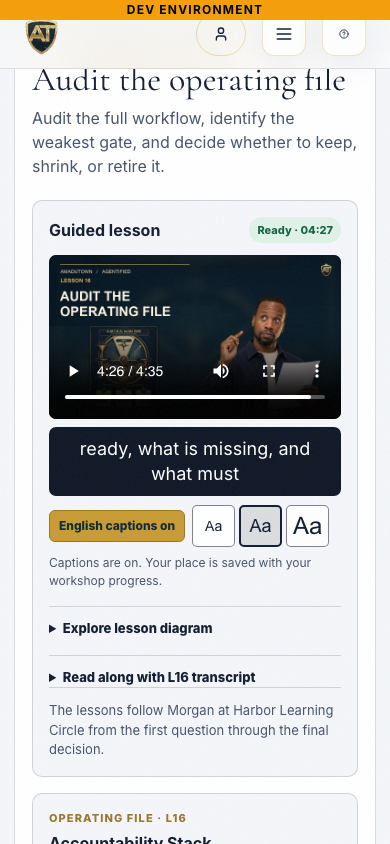 DEV ENVIRONMENT
AT
Audit the operating file
Audit the full workflow, identify the
weakest gate, and decide whether to keep,
shrink, or retire it.
Guided lesson
Ready · 04:27
AMADUTOWN / AGENTIFIED
LESSON 16
AUDIT THE
OPERATING FILE
4:26 / 4:35
ready, what is missing, and
what must
English captions on
Aa
Aa
Aa
Captions are on. Your place is saved with your
workshop progress.
Explore lesson diagram
Read along with L16 transcript
The lessons follow Morgan at Harbor Learning
Circle from the first question through the final
decision.
OPERATING FILE · L16
Accountability Stack